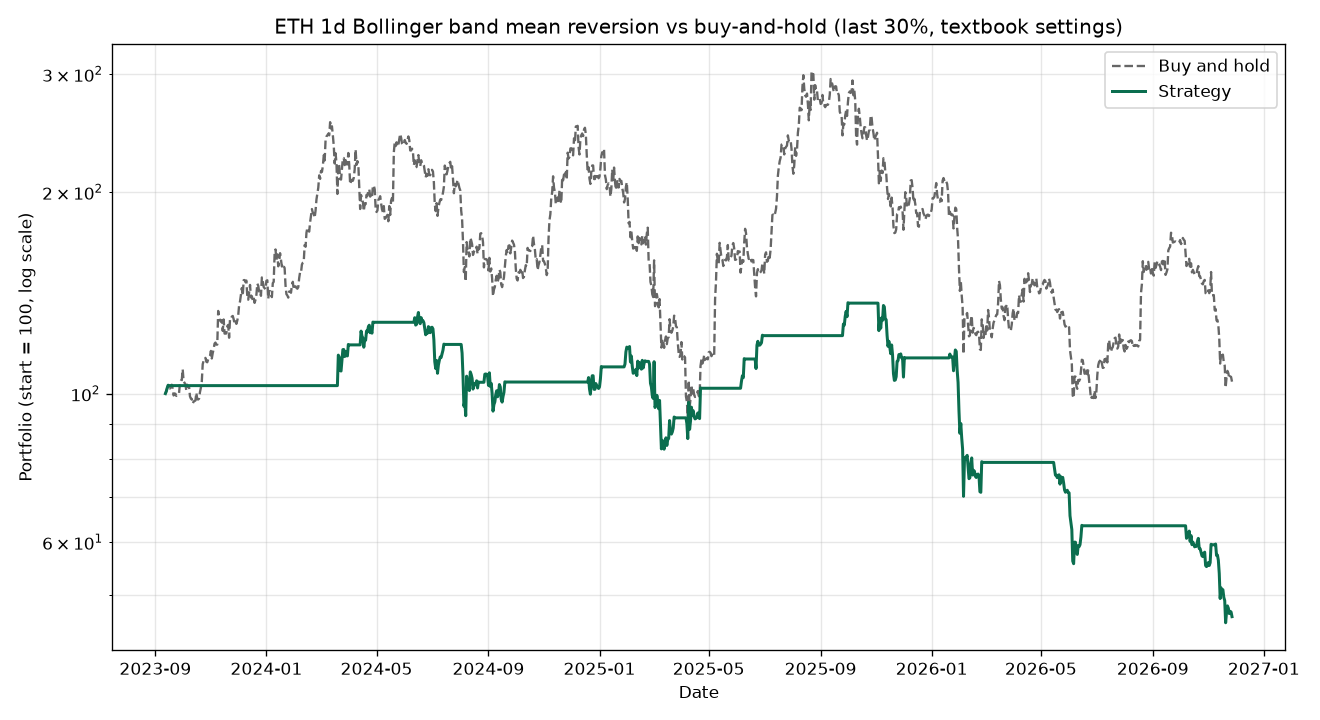 ETH 1d Bollinger band mean reversion vs buy-and-hold (last 30%, textbook settings)
Buy and hold
Strategy
Portfolio (start = 100, log scale)
3 × 10²
2 × 10²
10²
6 × 10¹
2023-09 2024-01 2024-05 2024-09 2025-01 2025-05 2025-09 2026-01 2026-05 2026-09 2027-01
Date